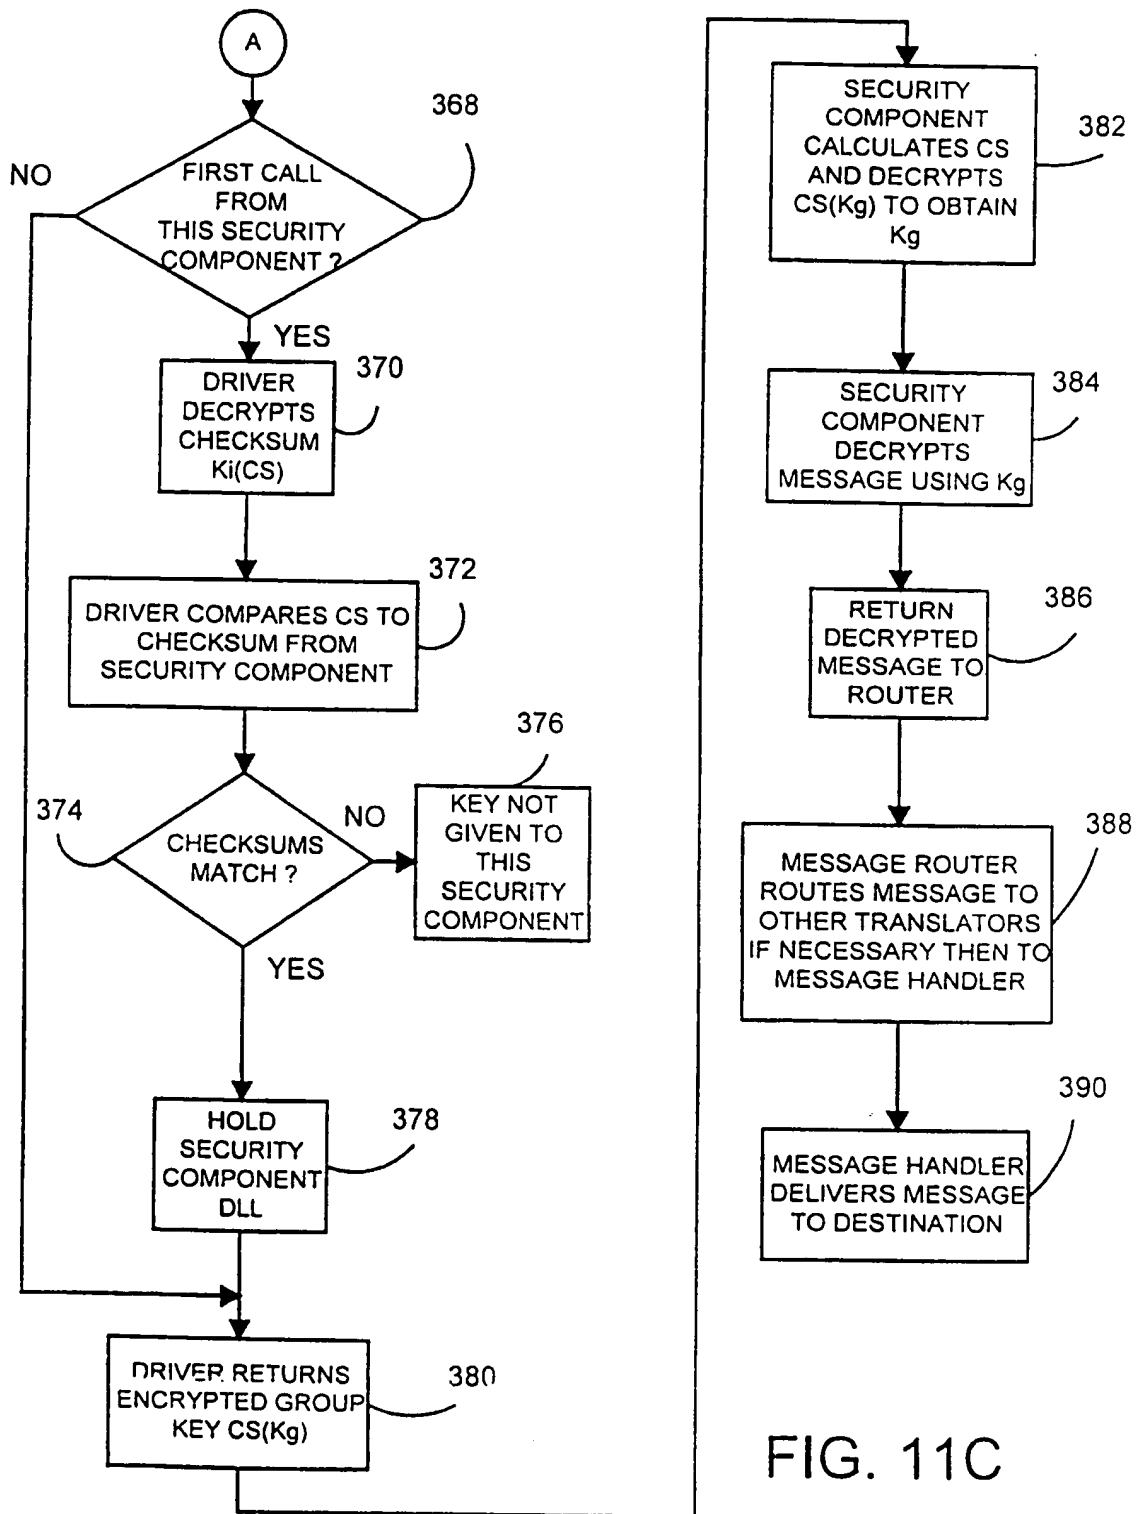 A
368
NO
FIRST CALL
FROM
THIS SECURITY
COMPONENT ?
YES
370
DRIVER
DECRYPTS
CHECKSUM
Ki(CS)
372
DRIVER COMPARES CS TO
CHECKSUM FROM
SECURITY COMPONENT
374
CHECKSUMS
MATCH ?
NO
376
KEY NOT
GIVEN TO
THIS
SECURITY
COMPONENT
YES
378
HOLD
SECURITY
COMPONENT
DLL
380
DRIVER RETURNS
ENCRYPTED GROUP
KEY CS(Kg)
382
SECURITY
COMPONENT
CALCULATES CS
AND DECRYPTS
CS(Kg) TO OBTAIN
Kg
384
SECURITY
COMPONENT
DECRYPTS
MESSAGE USING Kg
386
RETURN
DECRYPTED
MESSAGE TO
ROUTER
388
MESSAGE ROUTER
ROUTES MESSAGE TO
OTHER TRANSLATORS
IF NECESSARY THEN TO
MESSAGE HANDLER
390
MESSAGE HANDLER
DELIVERS MESSAGE
TO DESTINATION
FIG. 11C